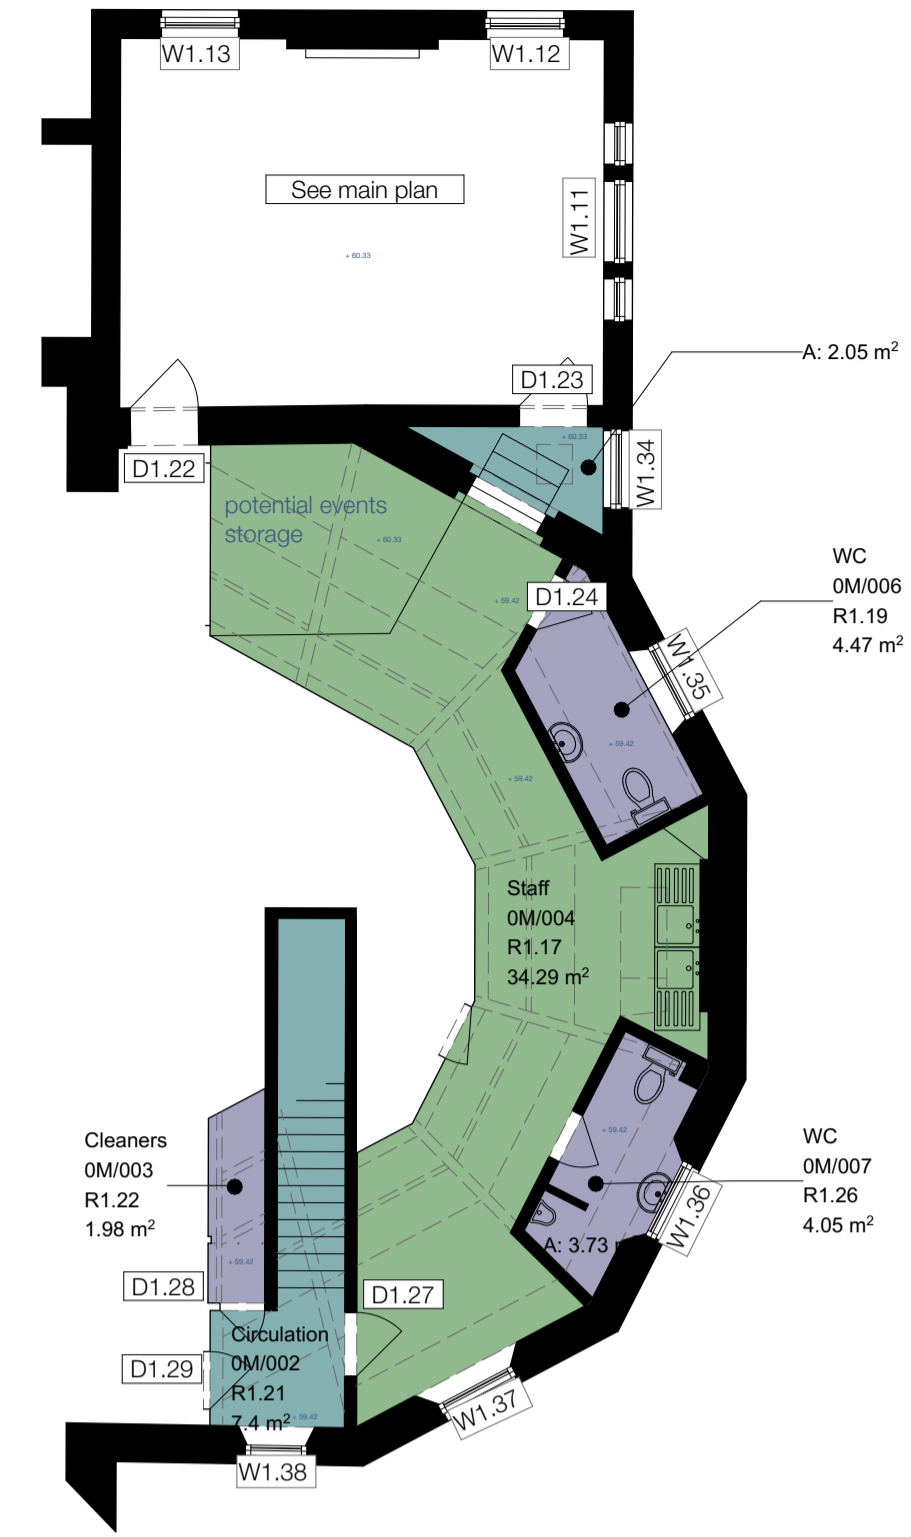 W1.13
W1.12
See main plan
W1.11
+ 60.33
A: 2.05 m²
D1.23
+ 60.33
D1.22
W1.34
potential events
storage
+ 60.33
WC
0M/006
R1.19
4.47 m²
D1.24
+ 59.42
W1.35
+ 59.42
+ 59.42
Staff
0M/004
R1.17
34.29 m²
+ 59.42
Cleaners
0M/003
R1.22
1.98 m²
WC
0M/007
R1.26
4.05 m²
W1.36
A: 3.73
+ 59.42
D1.28
D1.27
Circulation
0M/002
R1.21
7.4 m²
+ 59.42
D1.29
W1.37
W1.38